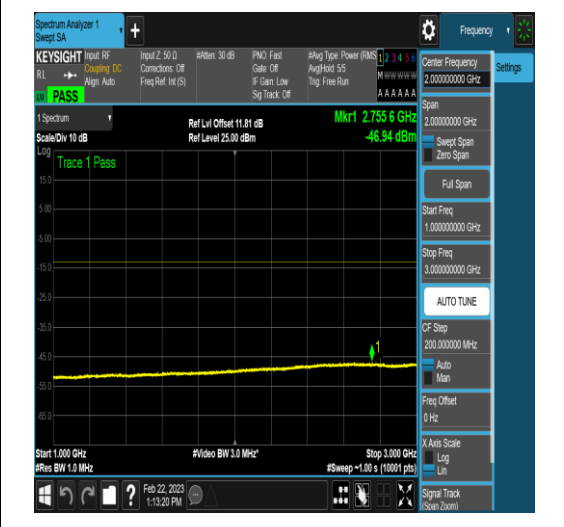 Spectrum Analyzer 1
Swept SA
Frequency
KEYSIGHT
RL
PASS
Input: RF
Coupling: DC
Align: Auto
Input Z: 50 Ω
Corrections: Off
Freq Ref: Int (S)
#Atten: 30 dB
PNO: Fast
Gate: Off
IF Gain: Low
Sig Track: Off
#Avg Type: Power (RMS
Avg|Hold: 5/5
Trig: Free Run
1 2 3 4 5 6
M w w w w w
A A A A A A
1 Spectrum
Scale/Div 10 dB
Ref Lvl Offset 11.81 dB
Ref Level 25.00 dBm
Mkr1 2.755 6 GHz
-46.94 dBm
Log
Trace 1 Pass
15.0
5.00
-5.00
-15.0
-25.0
-35.0
-45.0
-55.0
-65.0
1
Start 1.000 GHz
#Res BW 1.0 MHz
#Video BW 3.0 MHz*
Stop 3.000 GHz
#Sweep ~1.00 s (10001 pts)
Feb 22, 2023
1:13:20 PM
Center Frequency
2.000000000 GHz
Settings
Span
2.00000000 GHz
Swept Span
Zero Span
Full Span
Start Freq
1.000000000 GHz
Stop Freq
3.000000000 GHz
AUTO TUNE
CF Step
200.000000 MHz
Auto
Man
Freq Offset
0 Hz
X Axis Scale
Log
Lin
Signal Track
(Span Zoom)